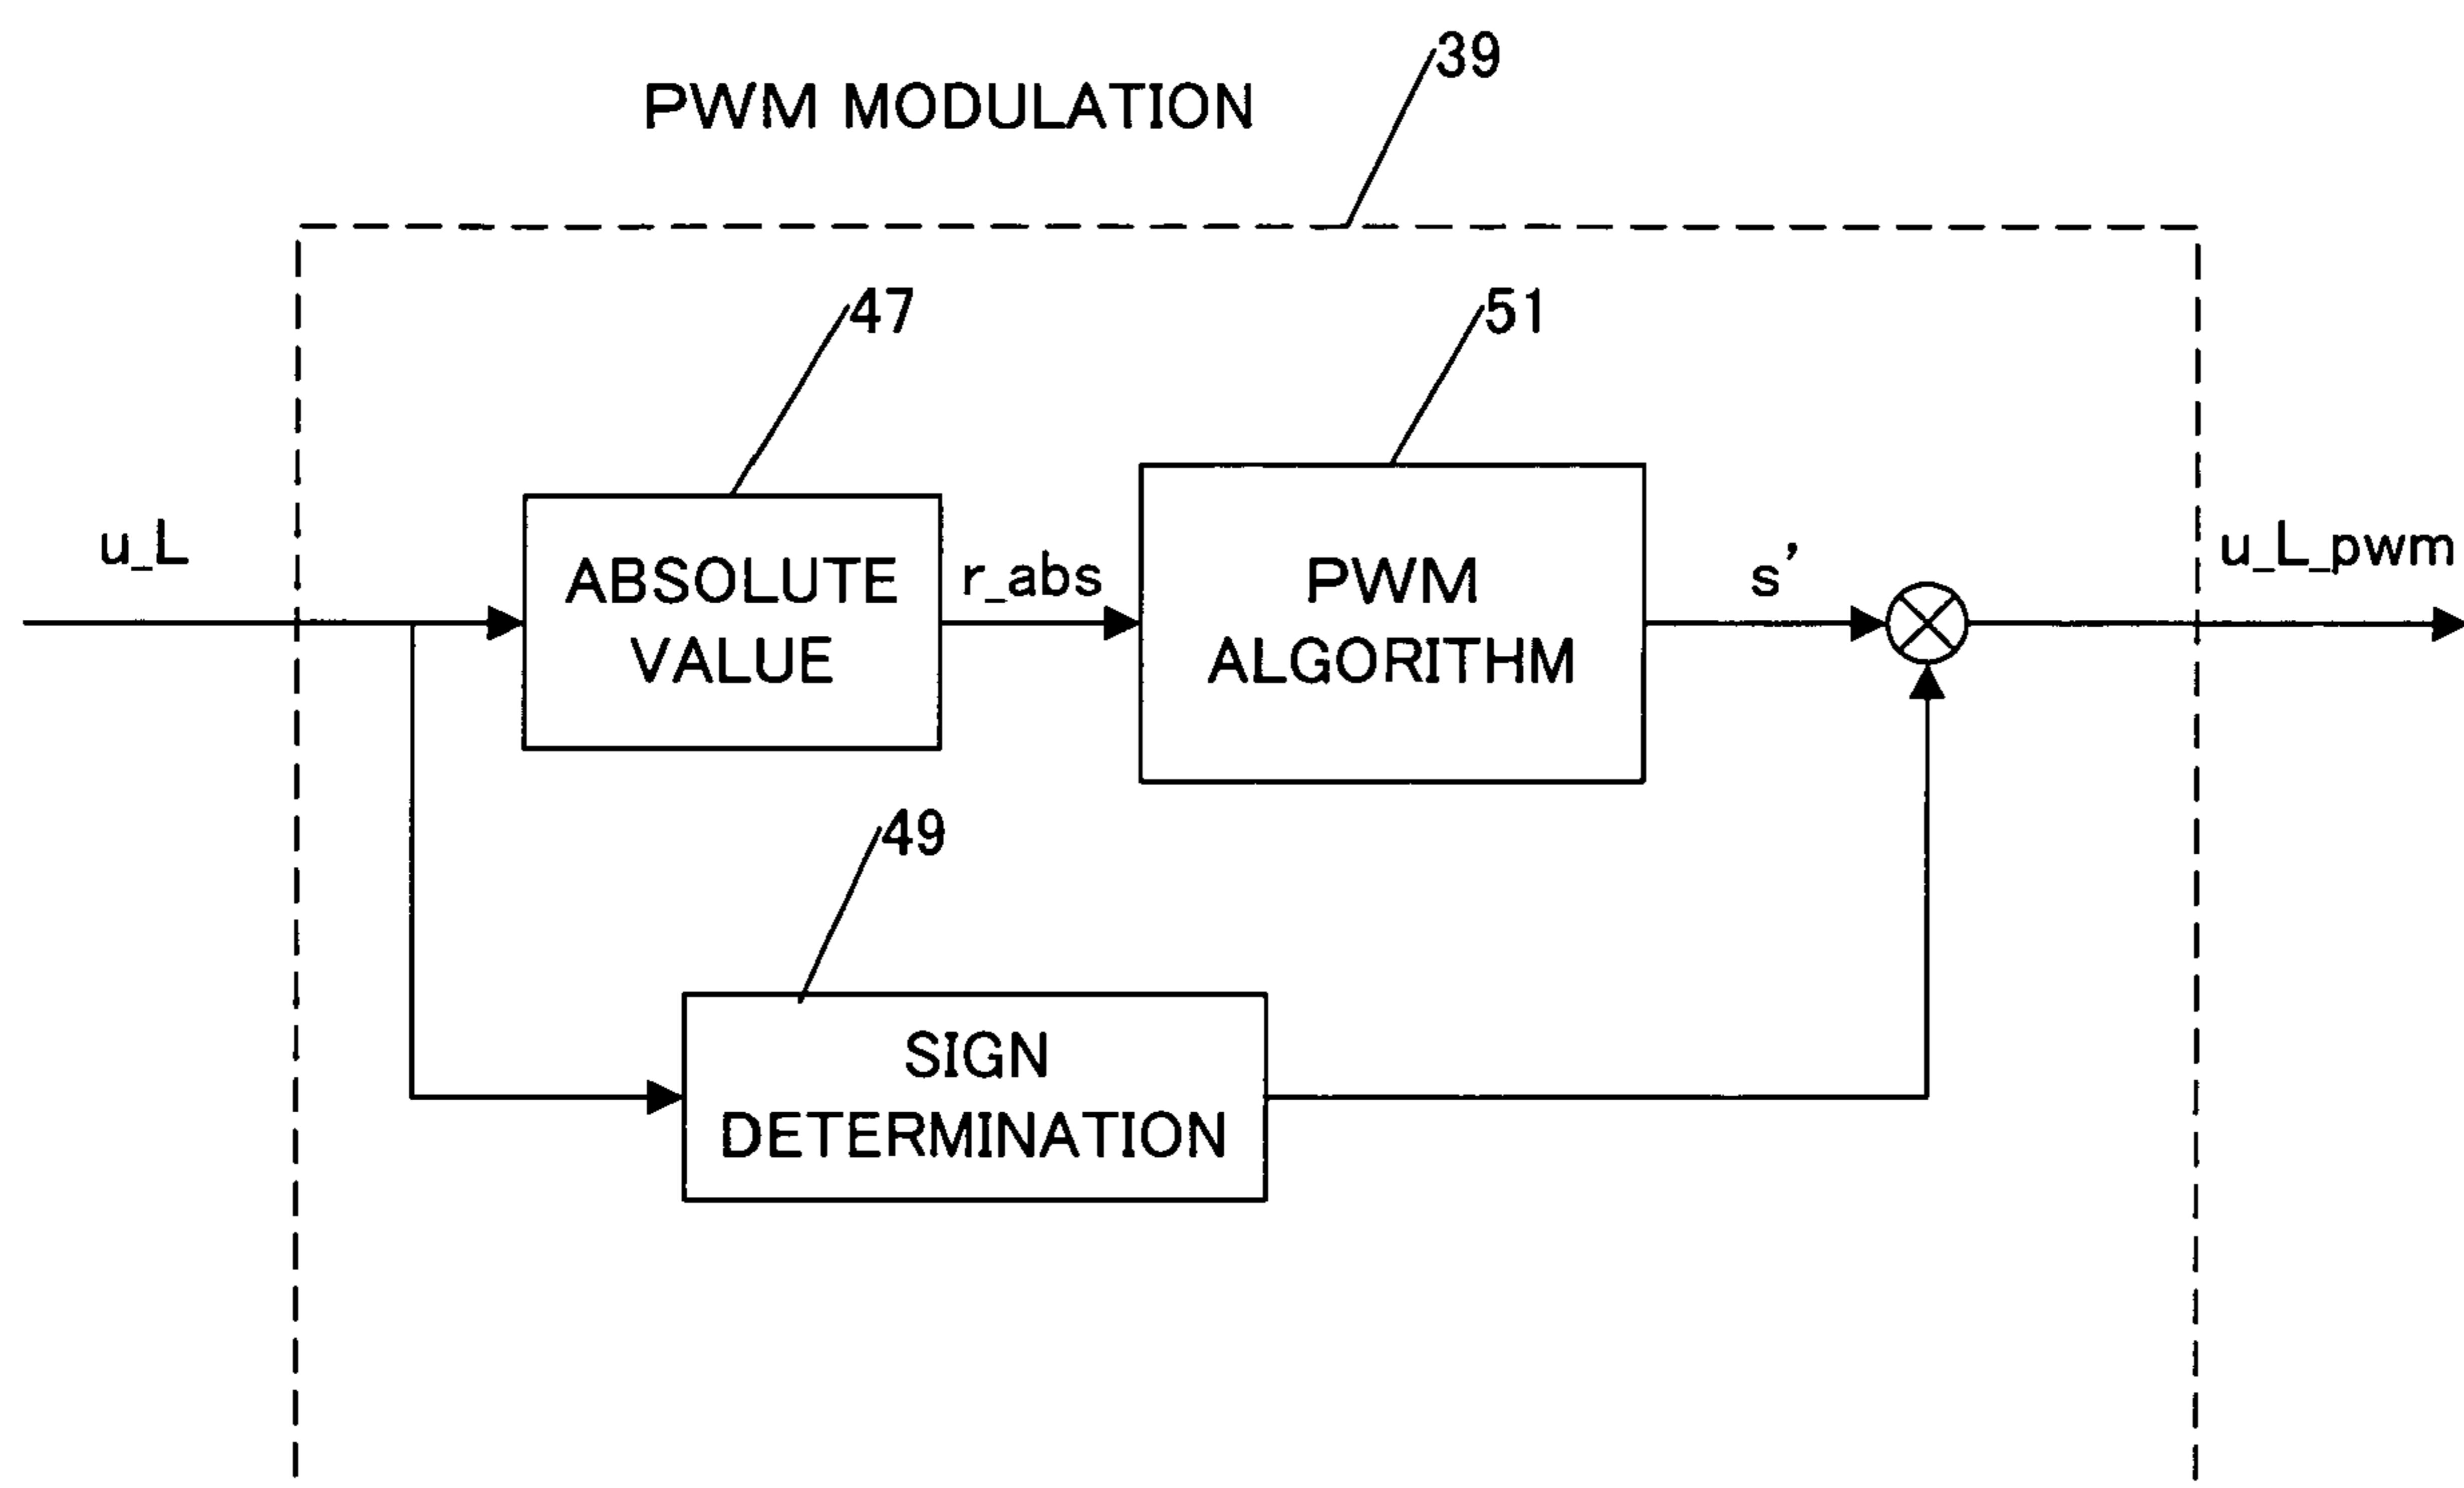 39
PWM MODULATION
47
51
u_L
ABSOLUTE
VALUE
r_abs
PWM
ALGORITHM
s'
u_L_pwm
49
SIGN
DETERMINATION